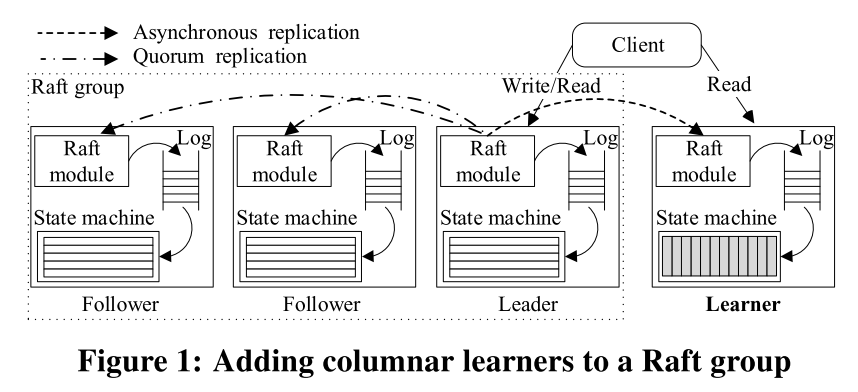 Asynchronous replication
Quorum replication
Client
Raft group
Write/Read
Read
Raft module
Log
State machine
Follower
Raft module
Log
State machine
Follower
Raft module
Log
State machine
Leader
Raft module
Log
State machine
Learner
Figure 1: Adding columnar learners to a Raft group